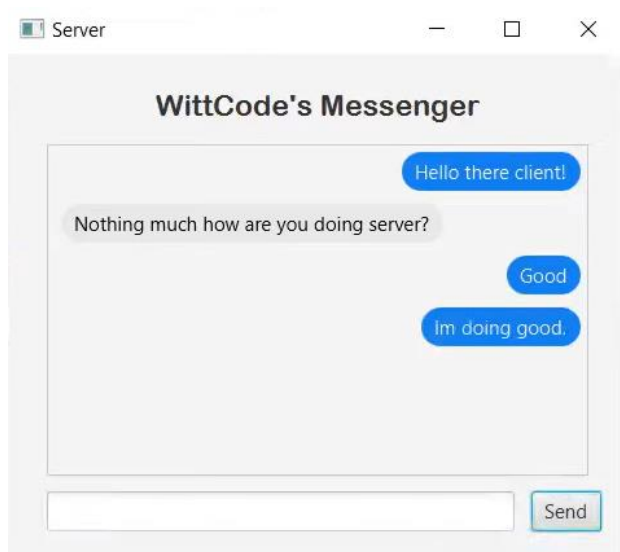 Server
WittCode's Messenger
Hello there client!
Nothing much how are you doing server?
Good
Im doing good.
Send